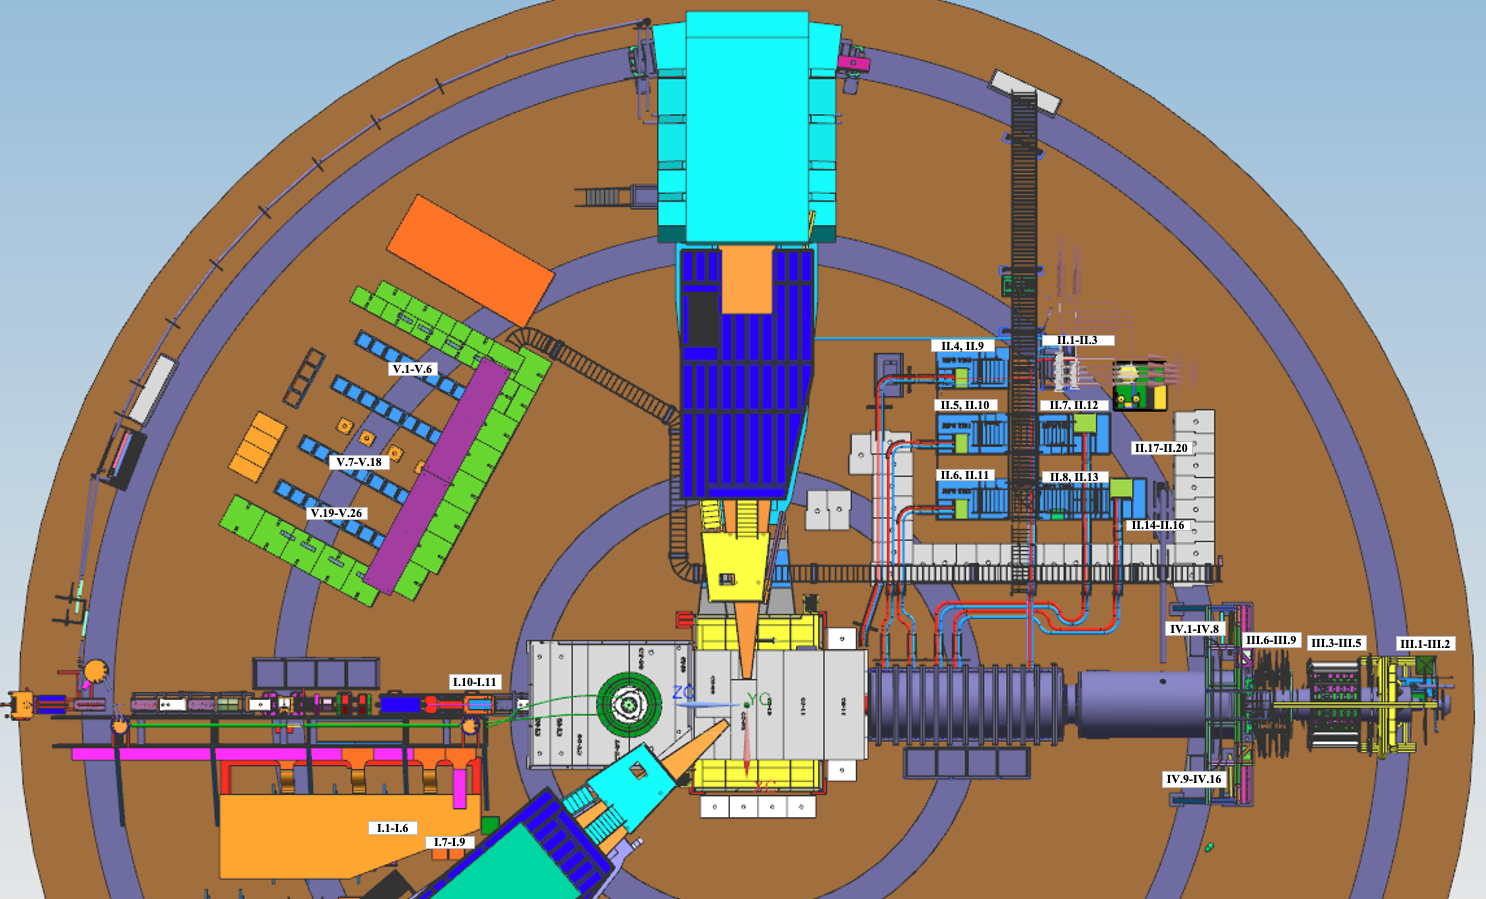 II.4, II.9
II.1-II.3
V.1-V.6
II.5, II.10
II.7, II.12
II.17-II.20
V.7-V.18
II.6, II.11
II.8, II.13
V.19-V.26
II.14-II.16
IV.1-IV.8
III.6-III.9
III.3-III.5
III.1-III.2
I.10-I.11
ZC
YC
XC
IV.9-IV.16
I.1-I.6
I.7-I.9